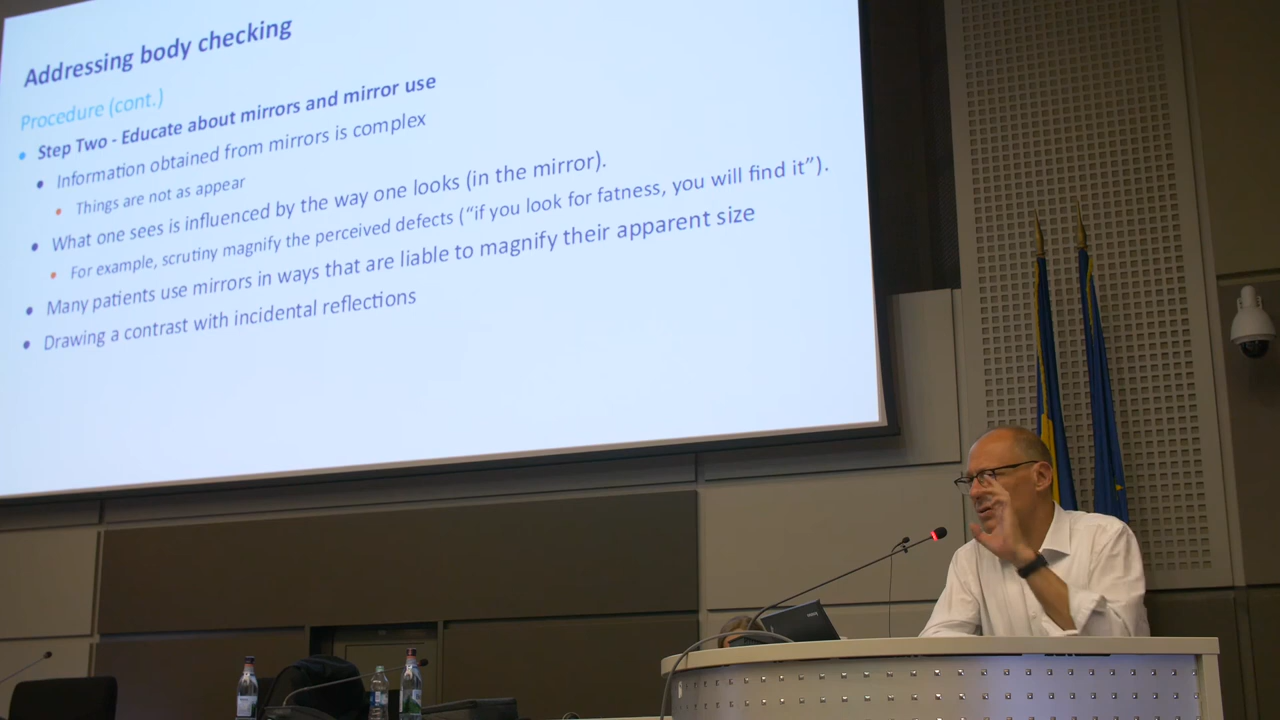 Addressing body checking
Procedure (cont.)
• Step Two - Educate about mirrors and mirror use
• Information obtained from mirrors is complex
• Things are not as appear
• What one sees is influenced by the way one looks (in the mirror).
• For example, scrutiny magnify the perceived defects (“if you look for fatness, you will find it”).
• Many patients use mirrors in ways that are liable to magnify their apparent size
• Drawing a contrast with incidental reflections